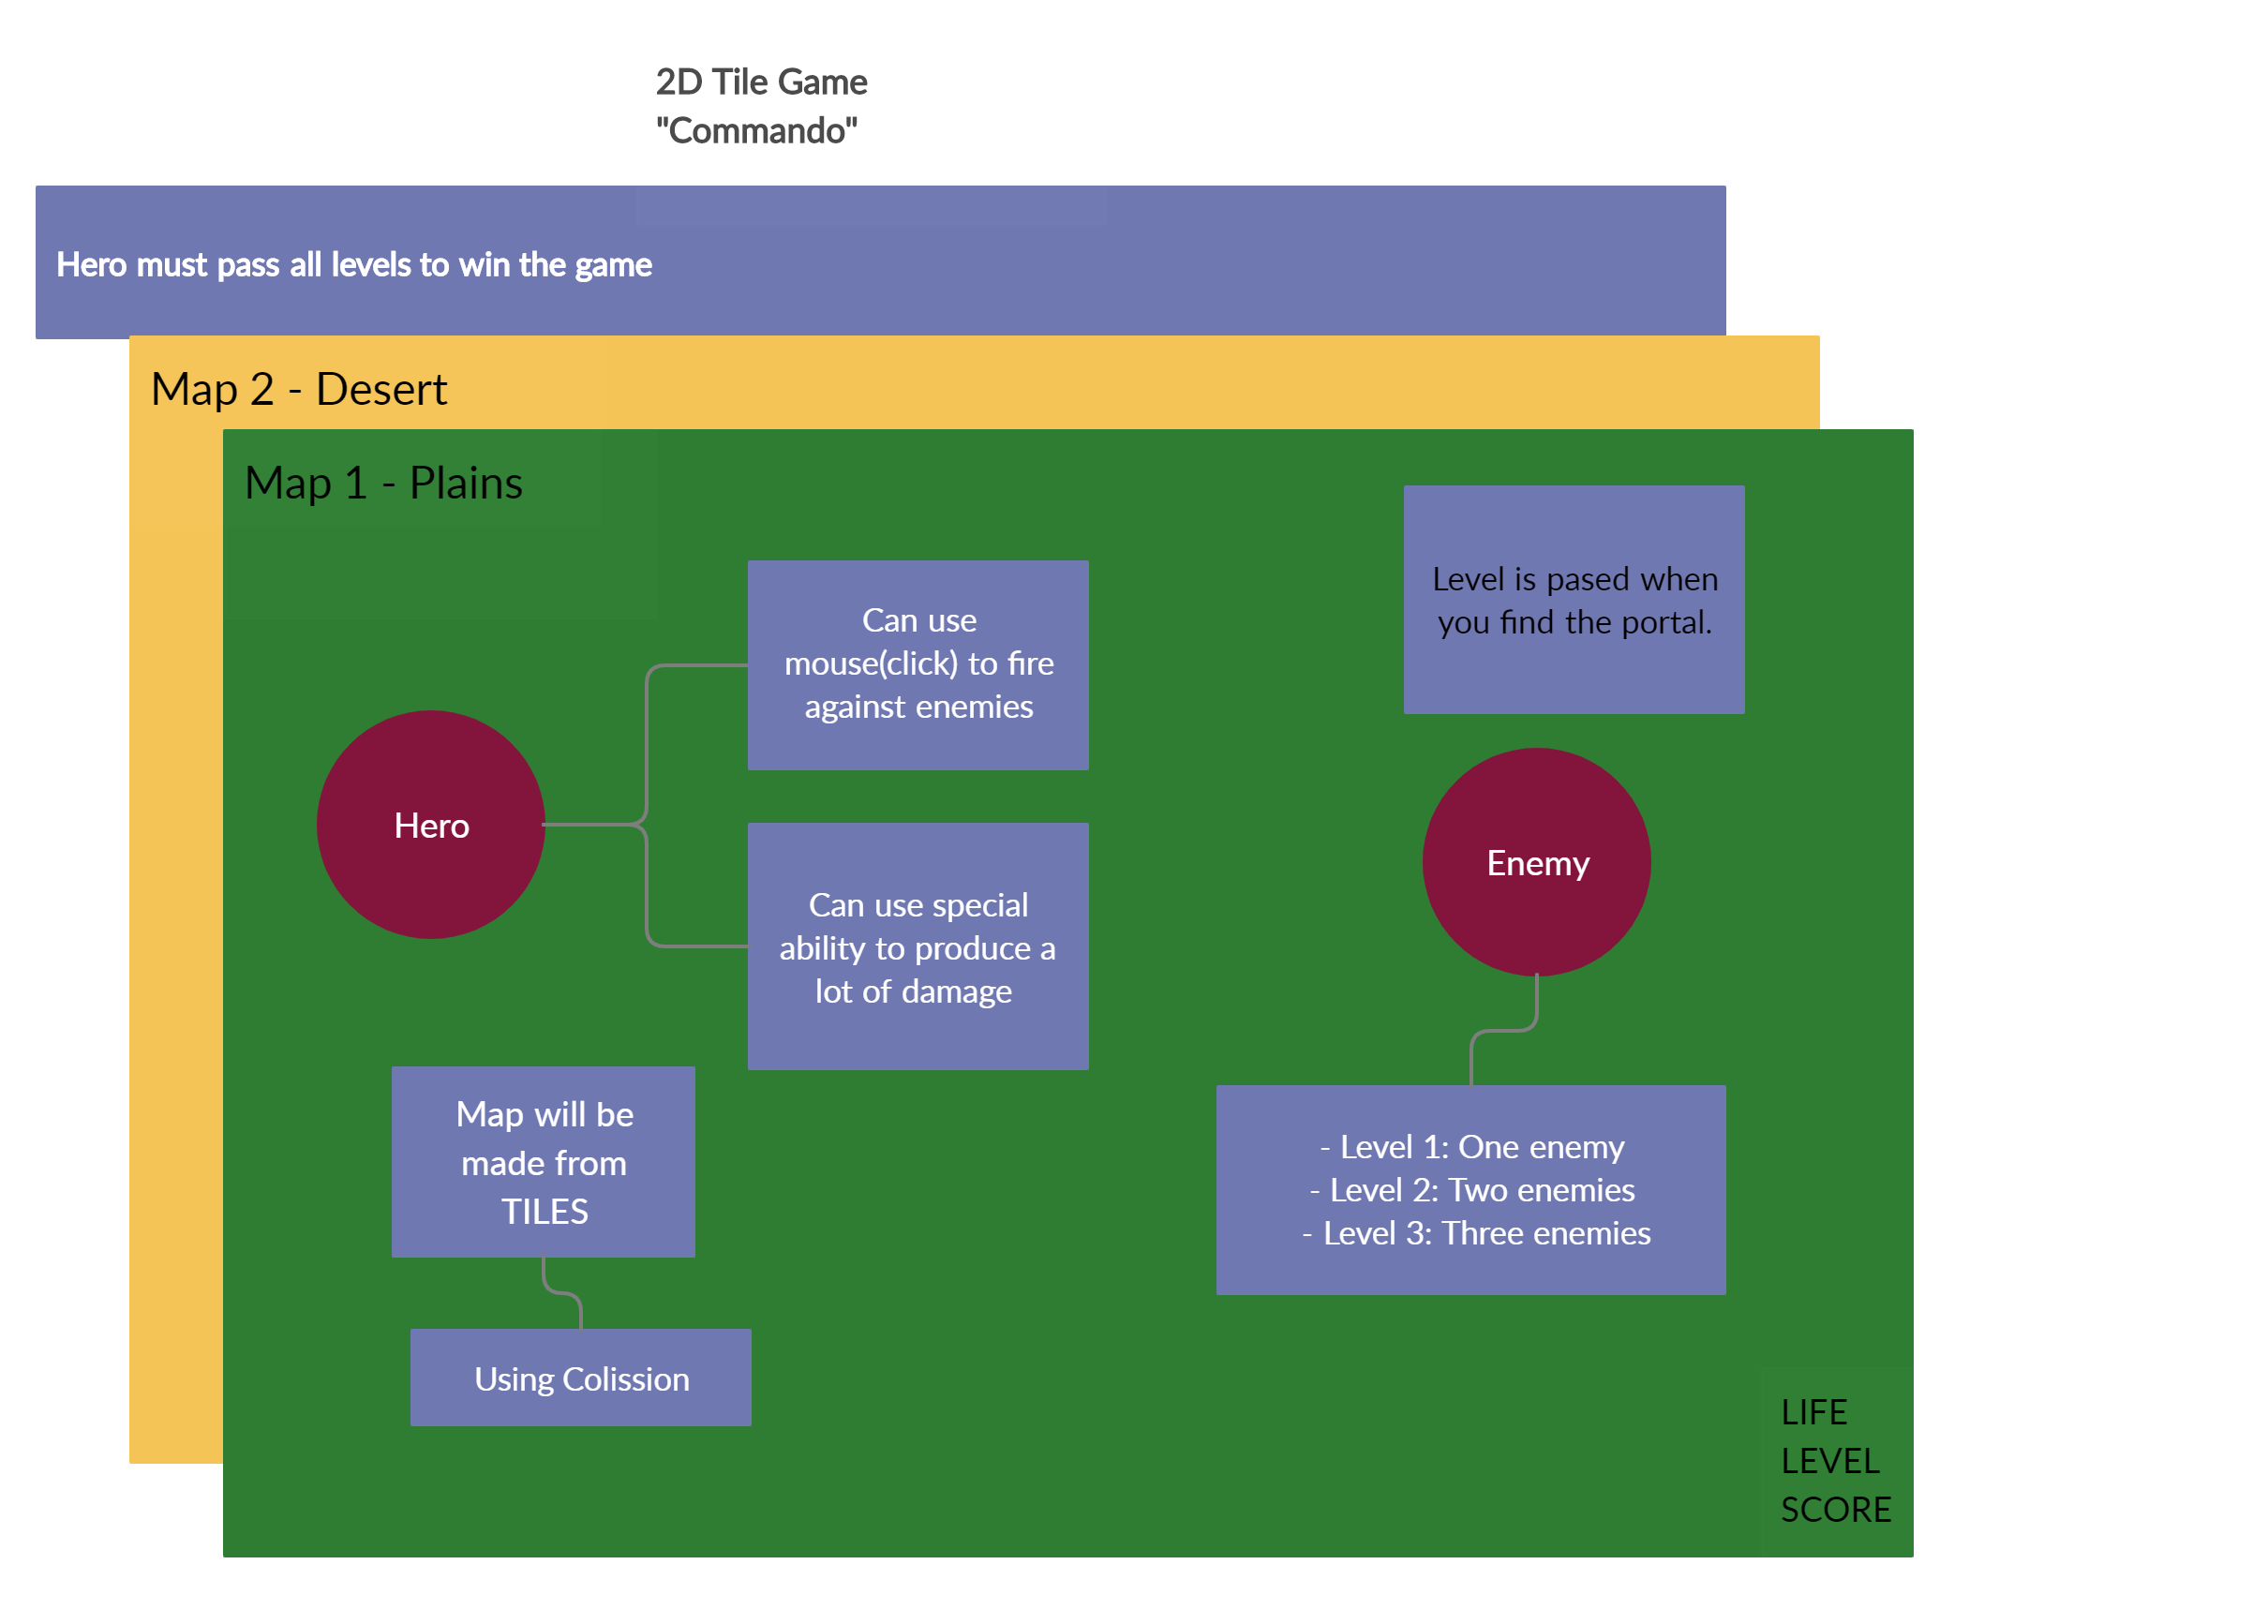 2D Tile Game
"Commando"
Hero must pass all levels to win the game
Map 2 - Desert
Map 1 - Plains
Level is pased when
you find the portal.
Can use
mouse(click) to fire
against enemies
Hero
Enemy
Can use special
ability to produce a
lot of damage
Map will be
made from
TILES
- Level 1: One enemy
- Level 2: Two enemies
- Level 3: Three enemies
Using Colission
LIFE
LEVEL
SCORE